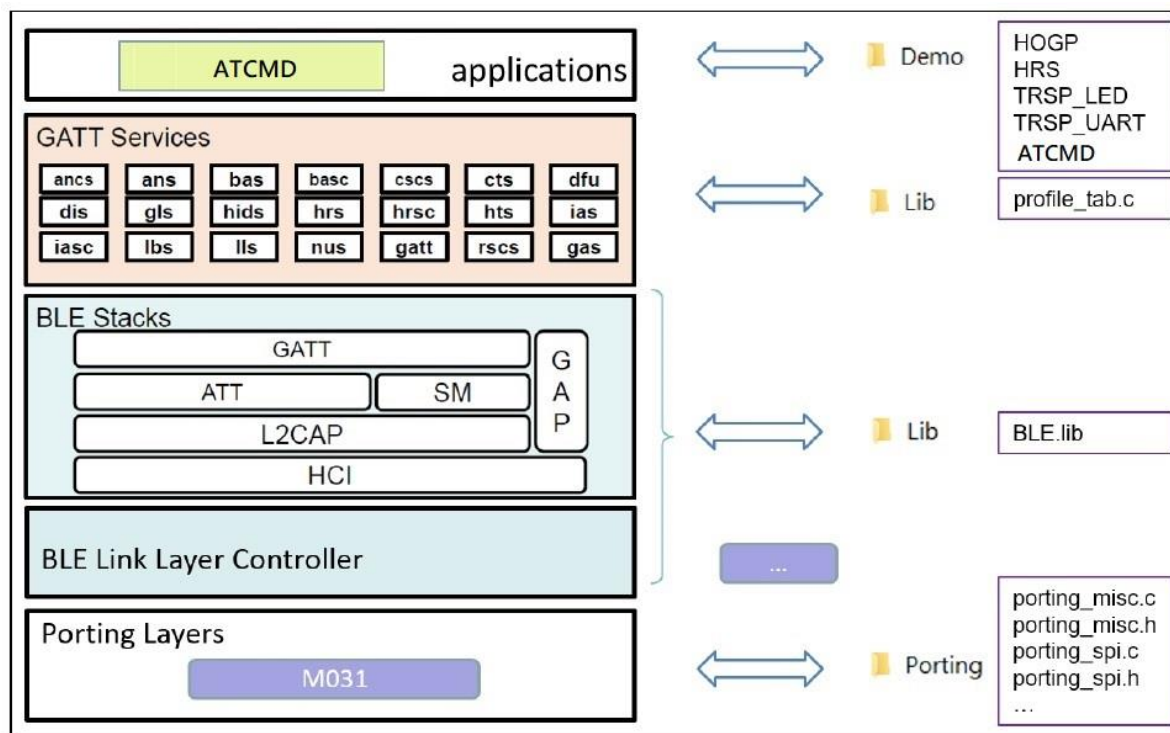 ATCMD
applications
Demo
HOGP
HRS
TRSP_LED
TRSP_UART
ATCMD
GATT Services
ancs ans bas basc cscs cts dfu
dis gls hids hrs hrsc hts ias
iasc lbs lls nus gatt rscs gas
Lib
profile_tab.c
BLE Stacks
GATT
ATT
SM
L2CAP
GAP
HCI
Lib
BLE.lib
BLE Link Layer Controller
...
Porting Layers
M031
Porting
porting_misc.c
porting_misc.h
porting_spi.c
porting_spi.h
...